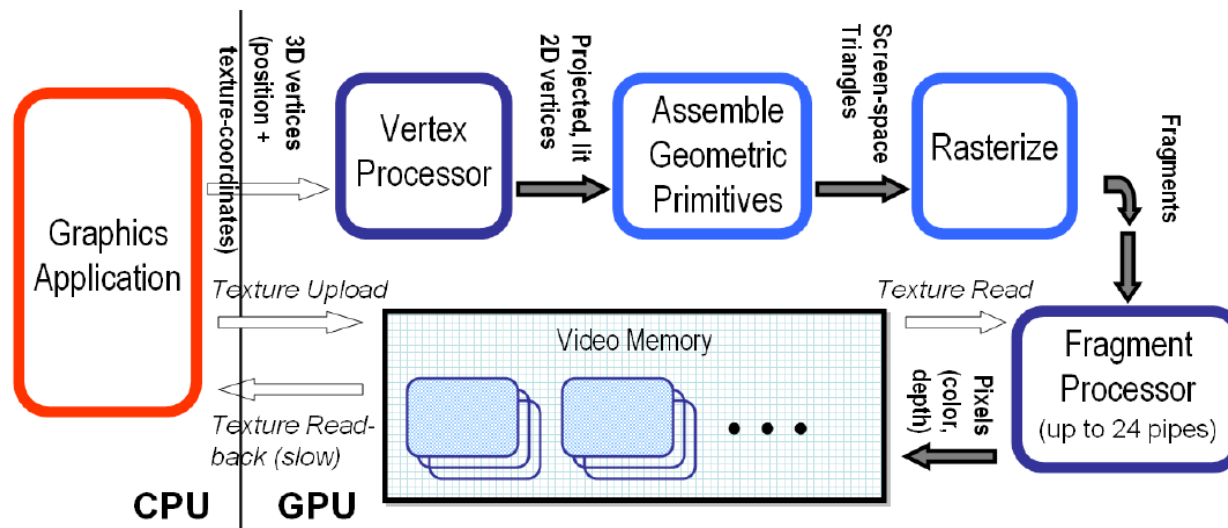 Graphics
Application
3D vertices
(position +
texture-coordinates)
Vertex
Processor
Projected, lit
2D vertices
Assemble
Geometric
Primitives
Screen-space
Triangles
Rasterize
Fragments
Texture Upload
Texture Read-
back (slow)
Video Memory
Texture Read
Fragment
Processor
(up to 24 pipes)
Pixels
(color,
depth)
CPU
GPU